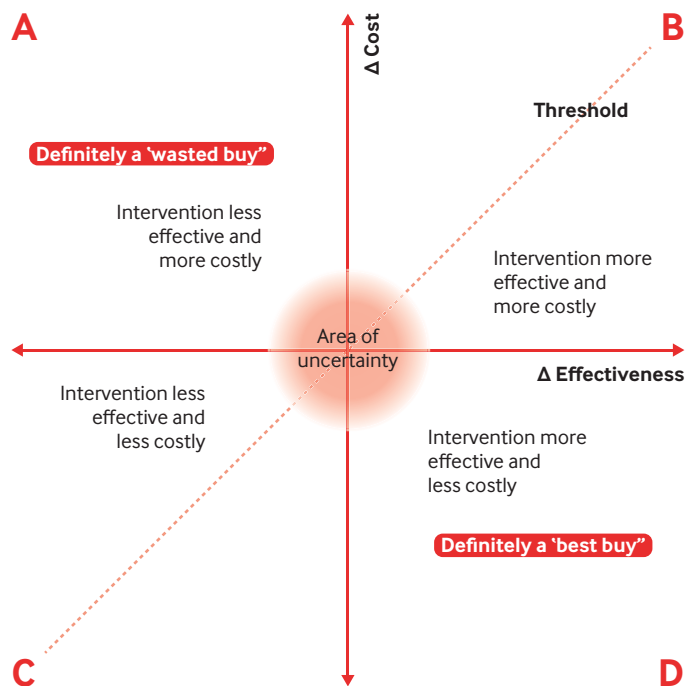 A
B
Δ Cost
Threshold
Definitely a ‘wasted buy”
Intervention less
effective and
more costly
Intervention more
effective and
more costly
Area of
uncertainty
Δ Effectiveness
Intervention less
effective and
less costly
Intervention more
effective and
less costly
Definitely a ‘best buy”
C
D